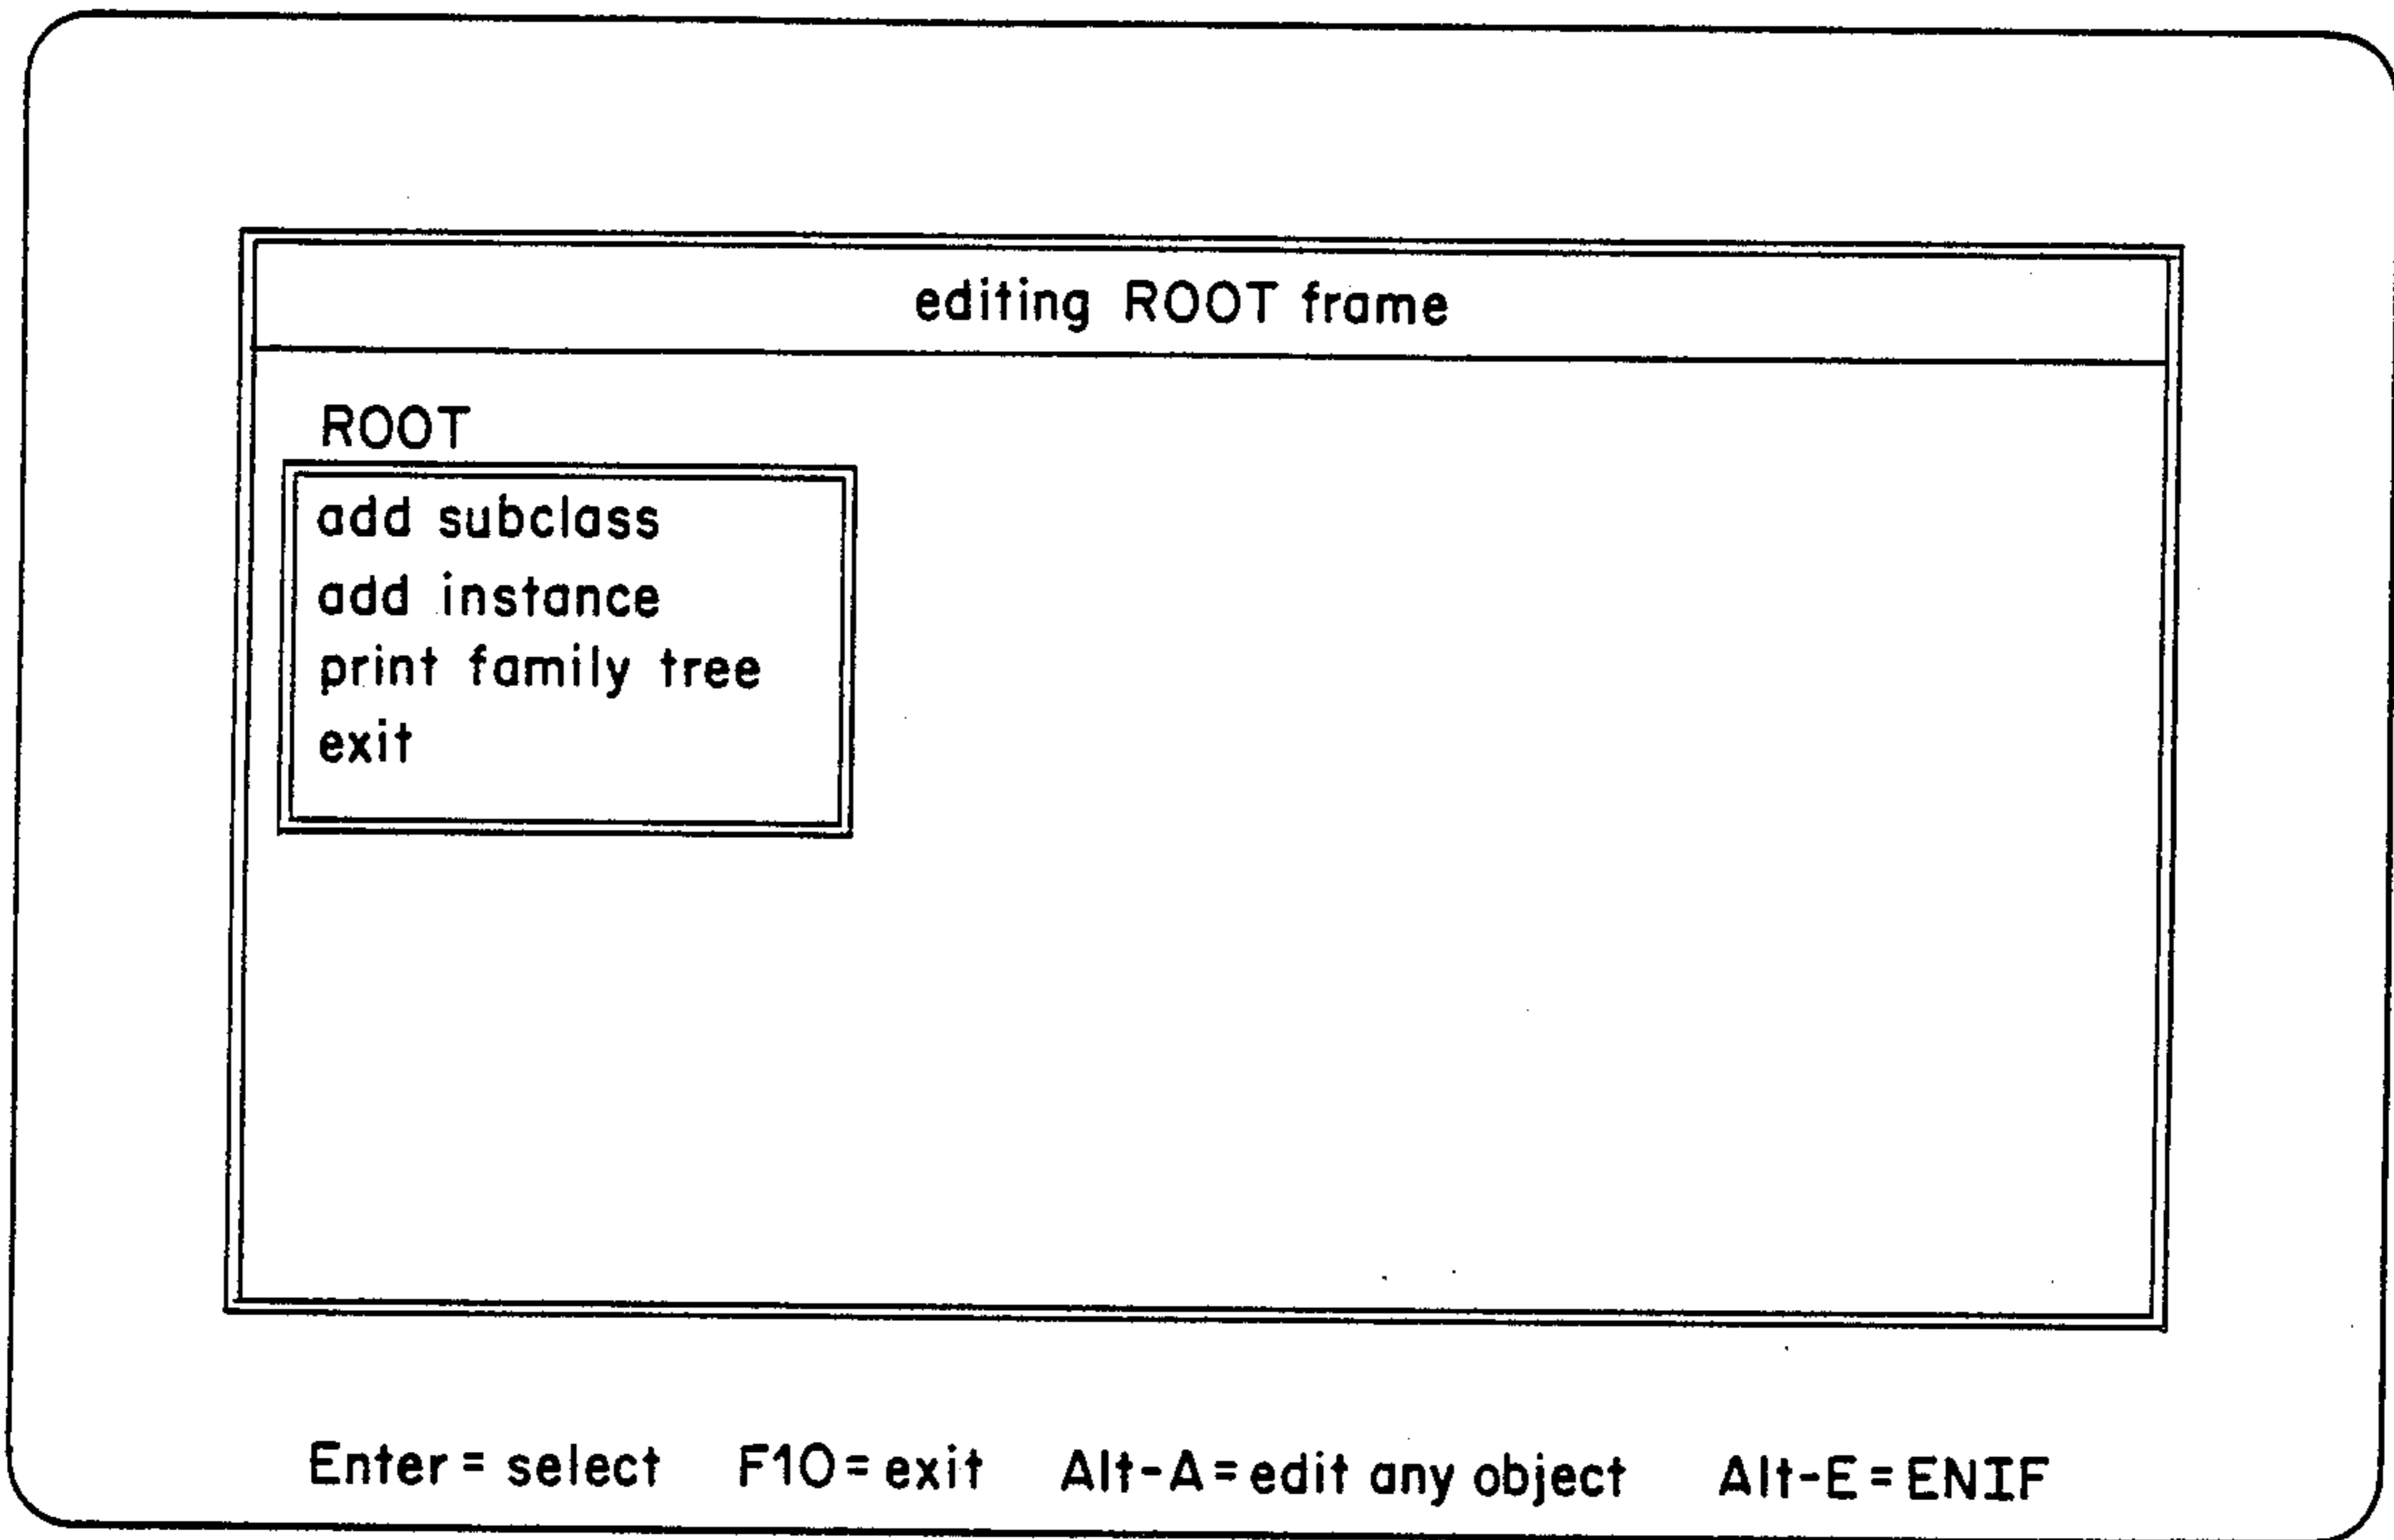 editing ROOT frame
ROOT
add subclass
add instance
print family tree
exit
Enter = select F10 = exit Alt-A = edit any object Alt-E = ENIF